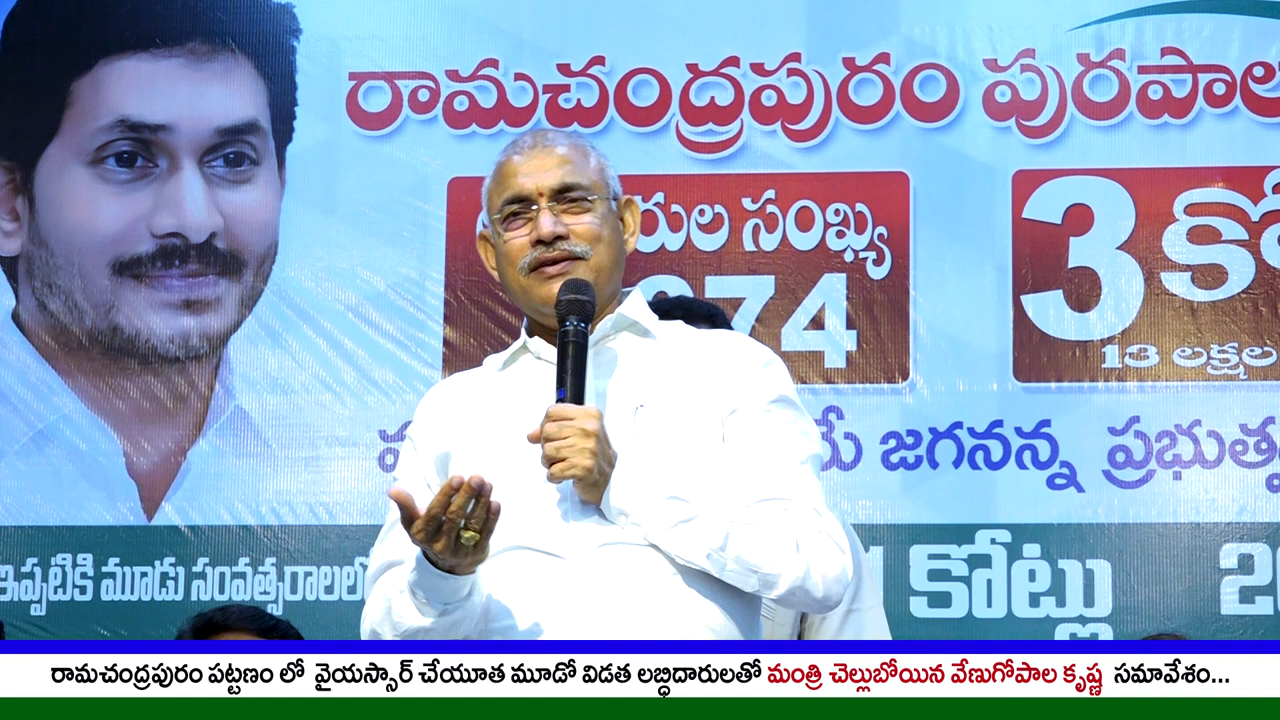 రామచంద్రపురం పురపాల
రుల సంఖ్య
74
3 కో
13 లక్షల
మే జగనన్న ప్రభుత్వ
ఇప్పటికి మూడు సంవత్సరాలలో
కోట్లు
రామచంద్రపురం పట్టణం లో వైయస్సార్ చేయూత మూడో విడత లబ్ధిదారులతో మంత్రి చెల్లుబోయిన వేణుగోపాల కృష్ణ సమావేశం...